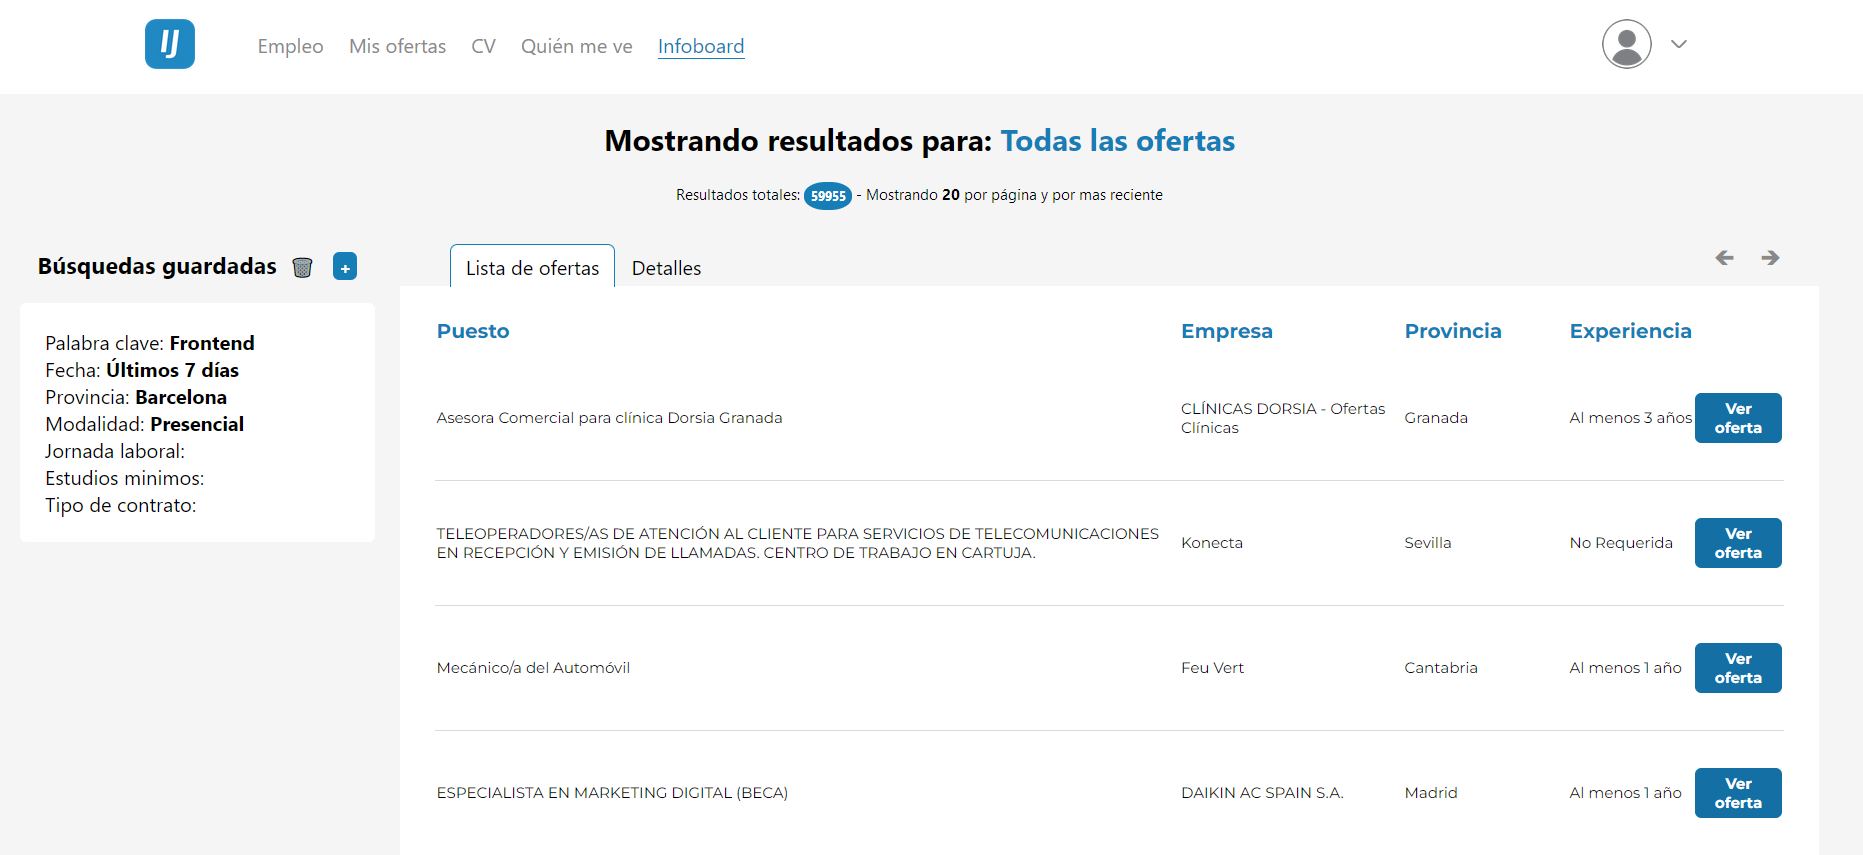 IJ
Empleo Mis ofertas CV Quién me ve Infoboard
Mostrando resultados para: Todas las ofertas
Resultados totales: 59955 - Mostrando 20 por página y por mas reciente
Búsquedas guardadas +
Palabra clave: Frontend
Fecha: Últimos 7 días
Provincia: Barcelona
Modalidad: Presencial
Jornada laboral:
Estudios minimos:
Tipo de contrato:
Lista de ofertas Detalles
Puesto Empresa Provincia Experiencia
Asesora Comercial para clínica Dorsia Granada
CLÍNICAS DORSIA - Ofertas
Clínicas
Granada
Al menos 3 años
Ver
oferta
TELEOPERADORES/AS DE ATENCIÓN AL CLIENTE PARA SERVICIOS DE TELECOMUNICACIONES
EN RECEPCIÓN Y EMISIÓN DE LLAMADAS. CENTRO DE TRABAJO EN CARTUJA.
Konecta
Sevilla
No Requerida
Ver
oferta
Mecánico/a del Automóvil
Feu Vert
Cantabria
Al menos 1 año
Ver
oferta
ESPECIALISTA EN MARKETING DIGITAL (BECA)
DAIKIN AC SPAIN S.A.
Madrid
Al menos 1 año
Ver
oferta